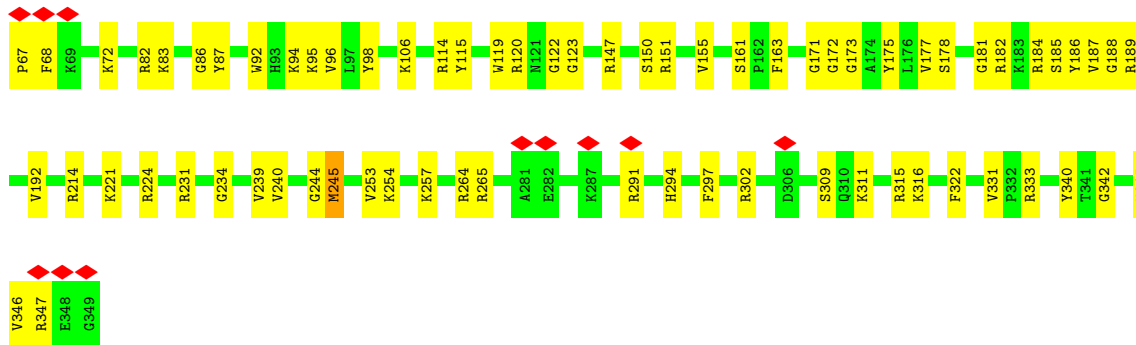 P67 F68 K69 K72 R82 K83 G86 Y87 W92 H93 K94 K95 V96 L97 Y98 K106 R114 Y115 W119 R120 N121 G122 G123 R147 S150 R151 V155 S161 P162 F163 G171 G172 G173 A174 Y175 L176 V177 S178 G181 R182 K183 R184 S185 Y186 V187 G188 R189
V192 R214 K221 R224 R231 G234 V239 V240 G244 M245 V253 K254 K257 R264 R265 A281 E282 K287 R291 H294 F297 R302 D306 S309 Q310 K311 R315 K316 F322 V331 P332 R333 Y340 T341 G342
V346 R347 E348 G349